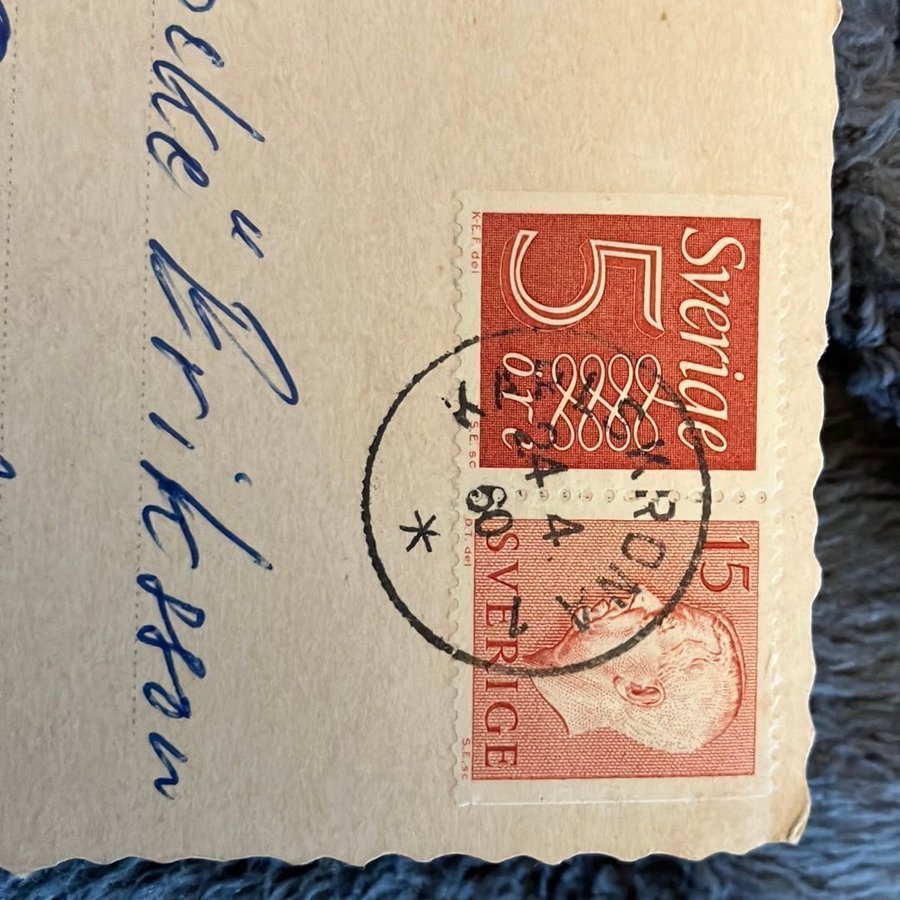 Sverige
5
öre
K-E.F. del
S.E. sc
15
SVERIGE
D.T. del
S.E. sc
24 4
60
Eriksson